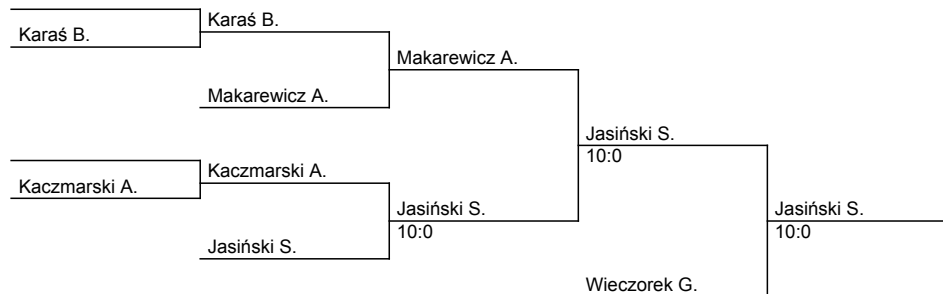 Karaś B.
Karaś B.
Makarewicz A.
Makarewicz A.
Jasiński S.
10:0
Kaczmarski A.
Kaczmarski A.
Jasiński S.
10:0
Jasiński S.
10:0
Jasiński S.
Wieczorek G.